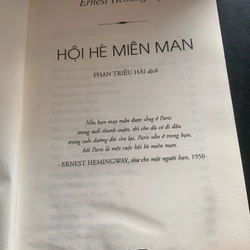 Ernest Hemingway
HỘI HÈ MIÊN MAN
PHAN TRIỀU HẢI dịch
Nếu bạn may mắn được sống ở Paris
trong tuổi thanh xuân, thì cho dù có đi đâu
trong suốt đường đời còn lại, Paris vẫn ở trong bạn,
bởi Paris là một cuộc hội hè miên man.
- ERNEST HEMINGWAY, thư cho một người bạn, 1950